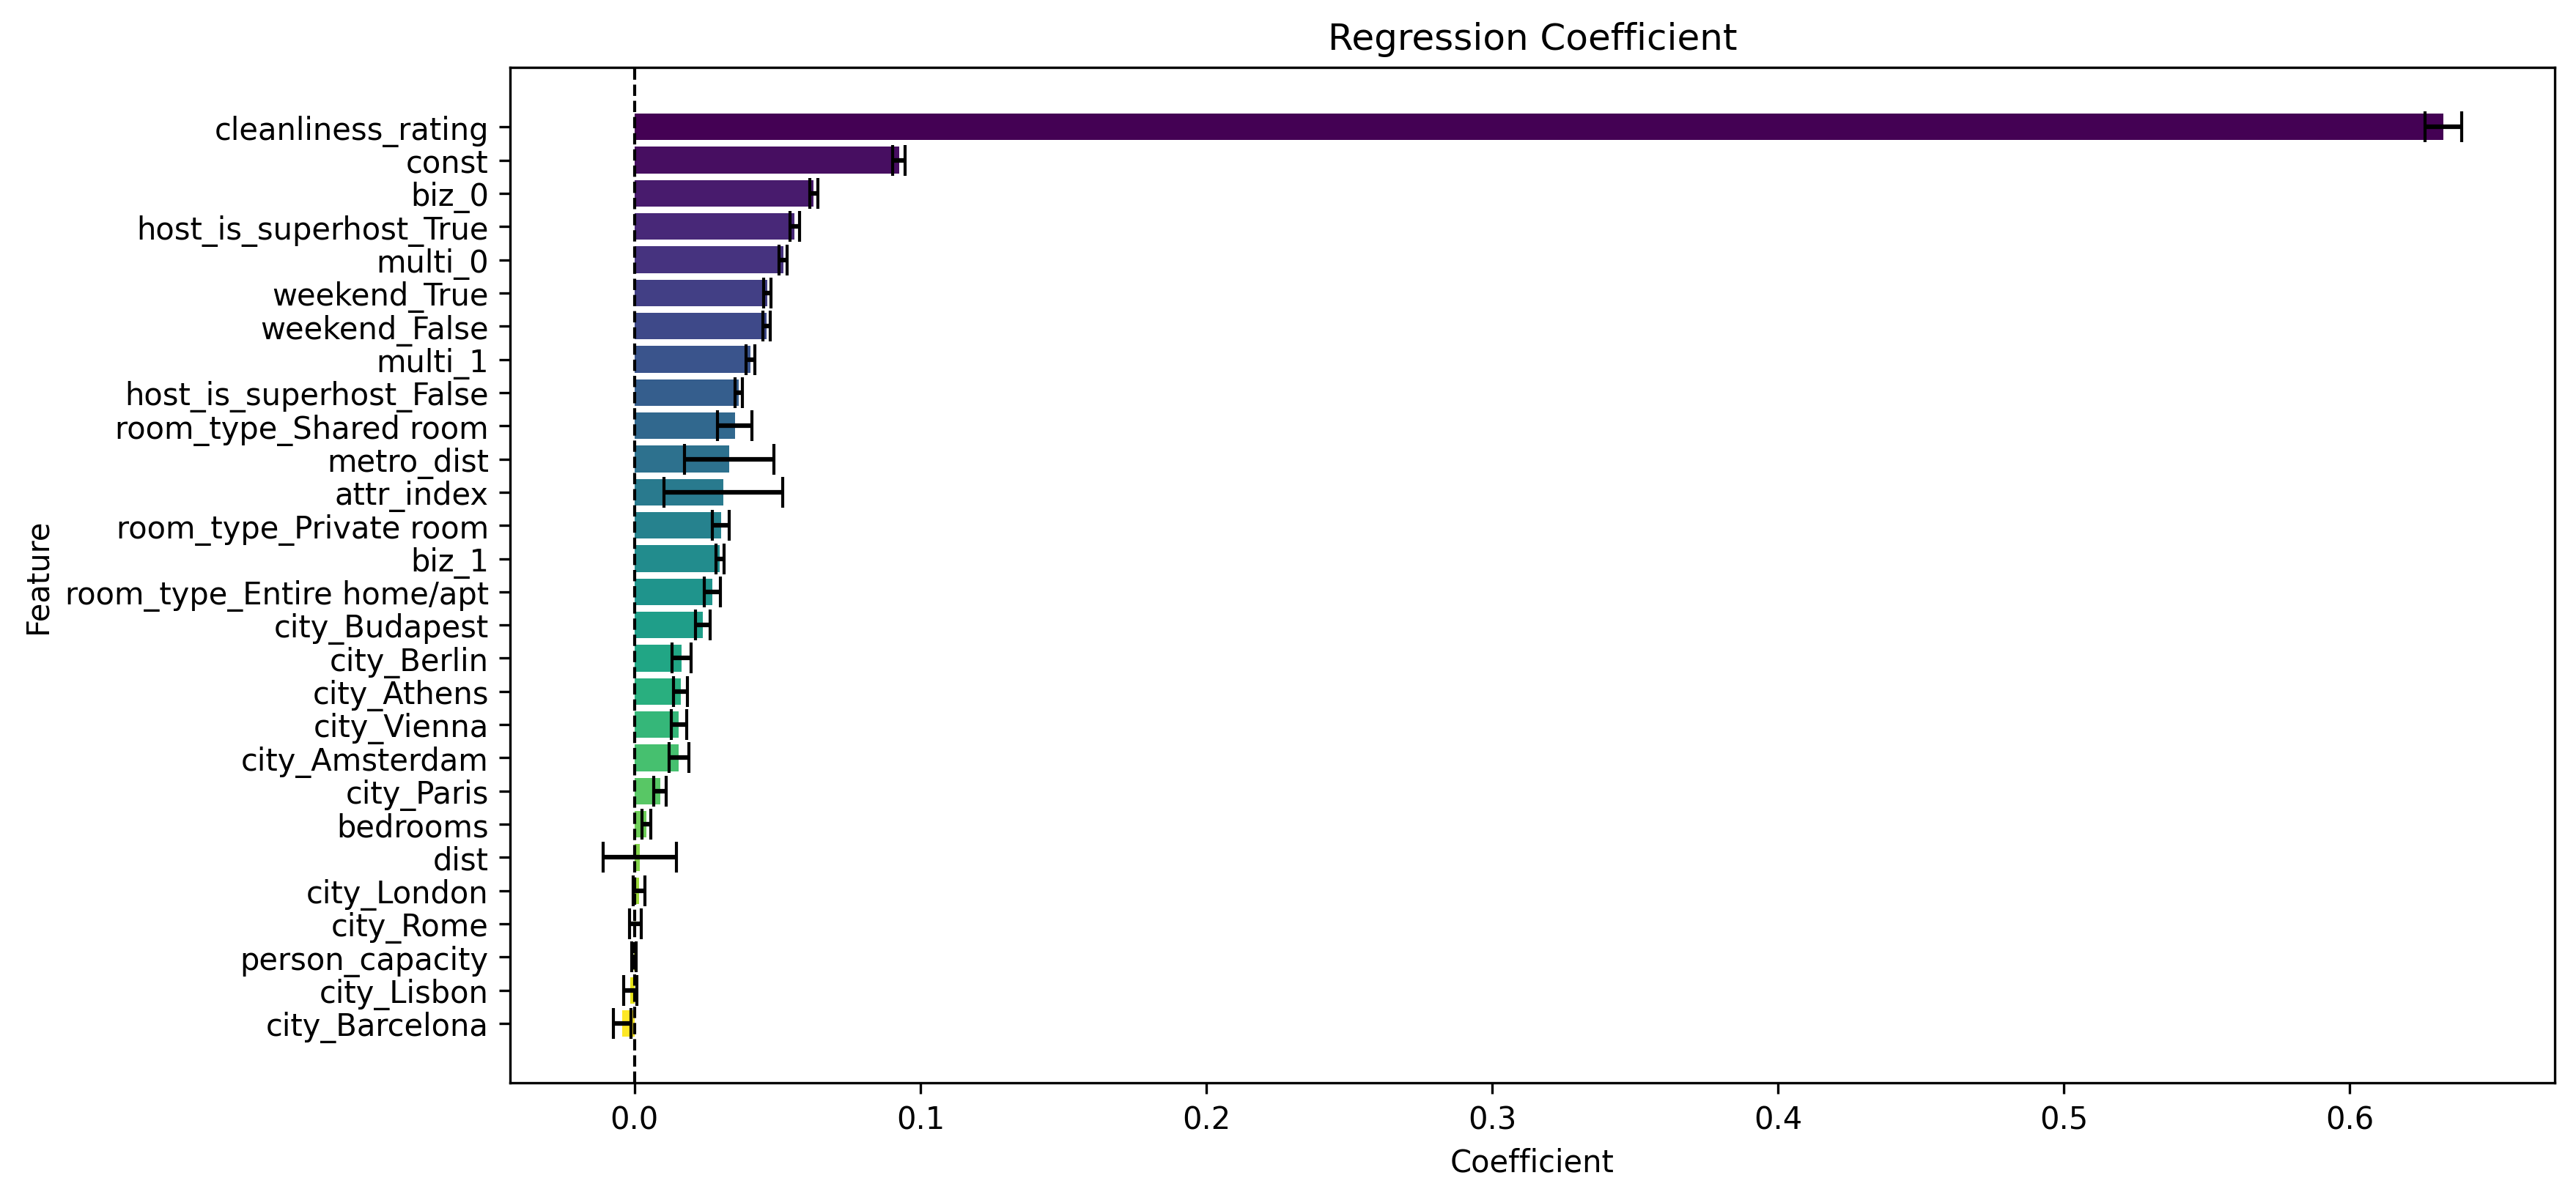 Regression Coefficient
Feature
cleanliness_rating
const
biz_0
host_is_superhost_True
multi_0
weekend_True
weekend_False
multi_1
host_is_superhost_False
room_type_Shared room
metro_dist
attr_index
room_type_Private room
biz_1
room_type_Entire home/apt
city_Budapest
city_Berlin
city_Athens
city_Vienna
city_Amsterdam
city_Paris
bedrooms
dist
city_London
city_Rome
person_capacity
city_Lisbon
city_Barcelona
0.0 0.1 0.2 0.3 0.4 0.5 0.6
Coefficient